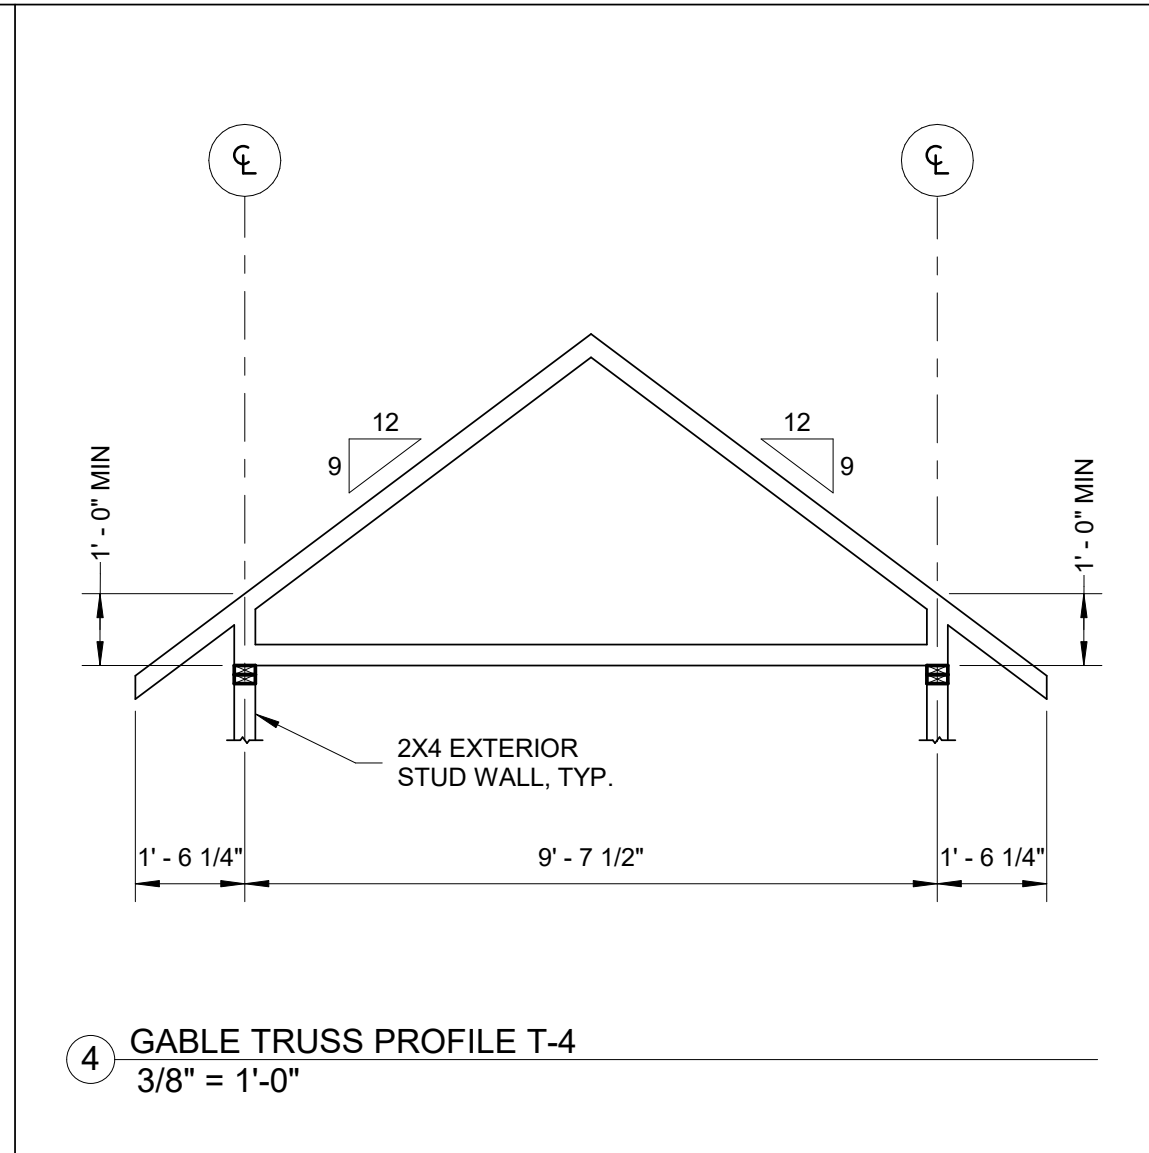 ℄
℄
12
9
12
9
1' - 0" MIN
1' - 0" MIN
2X4 EXTERIOR
STUD WALL, TYP.
1' - 6 1/4"
9' - 7 1/2"
1' - 6 1/4"
4
GABLE TRUSS PROFILE T-4
3/8" = 1'-0"